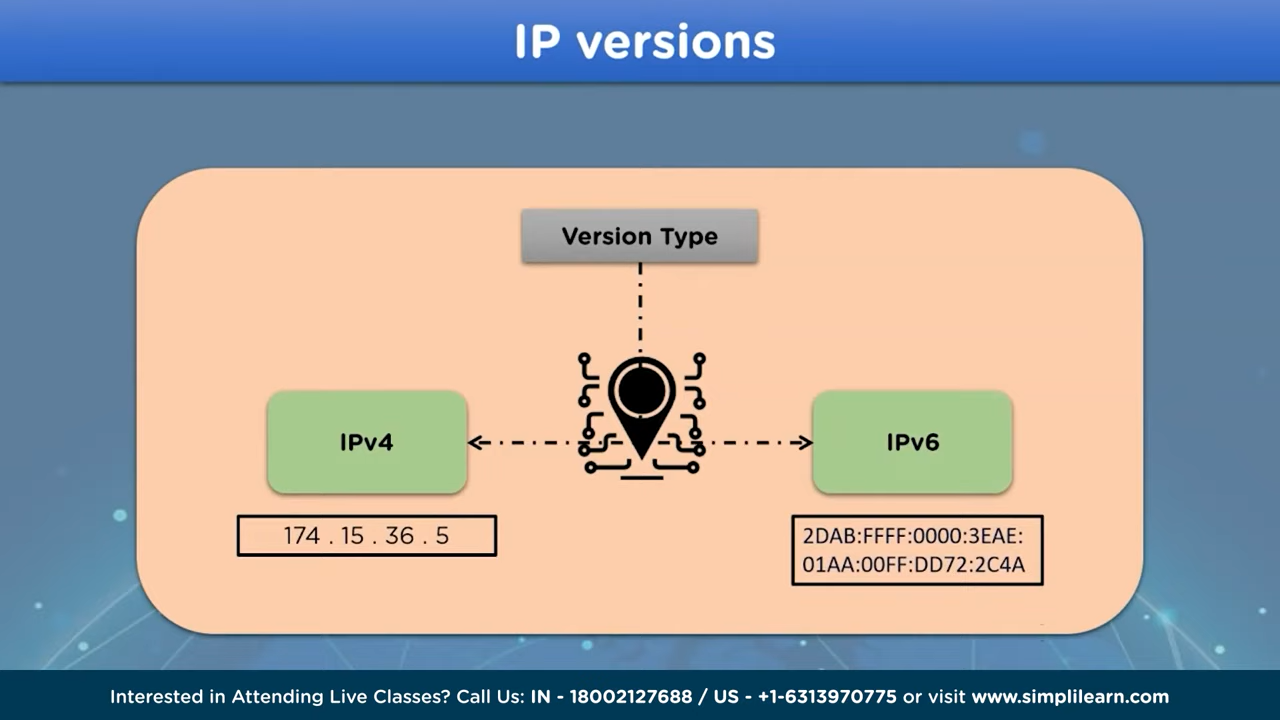 IP versions
Version Type
IPv4
IPv6
174 . 15 . 36 . 5
2DAB:FFFF:0000:3EAE:
01AA:00FF:DD72:2C4A
Interested in Attending Live Classes? Call Us: IN - 18002127688 / US - +1-6313970775 or visit www.simplilearn.com